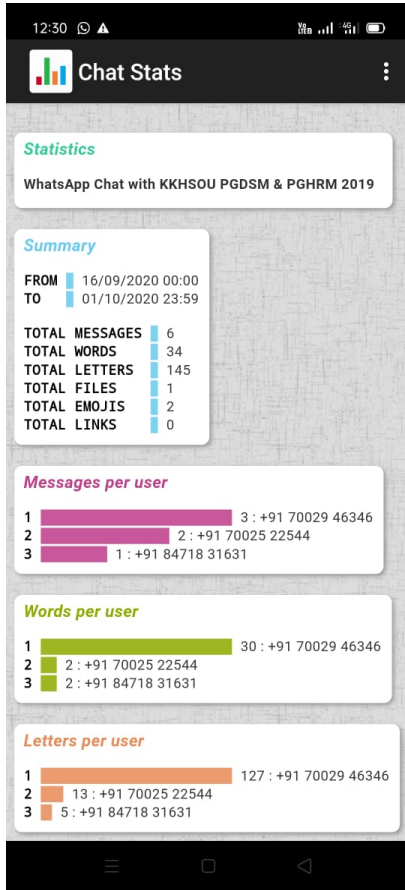 12:30
Vo LTE 4G
Chat Stats
Statistics
WhatsApp Chat with KKHSOU PGDSM & PGHRM 2019
Summary
FROM 16/09/2020 00:00
TO 01/10/2020 23:59
TOTAL MESSAGES 6
TOTAL WORDS 34
TOTAL LETTERS 145
TOTAL FILES 1
TOTAL EMOJIS 2
TOTAL LINKS 0
Messages per user
1 3 : +91 70029 46346
2 2 : +91 70025 22544
3 1 : +91 84718 31631
Words per user
1 30 : +91 70029 46346
2 2 : +91 70025 22544
3 2 : +91 84718 31631
Letters per user
1 127 : +91 70029 46346
2 13 : +91 70025 22544
3 5 : +91 84718 31631